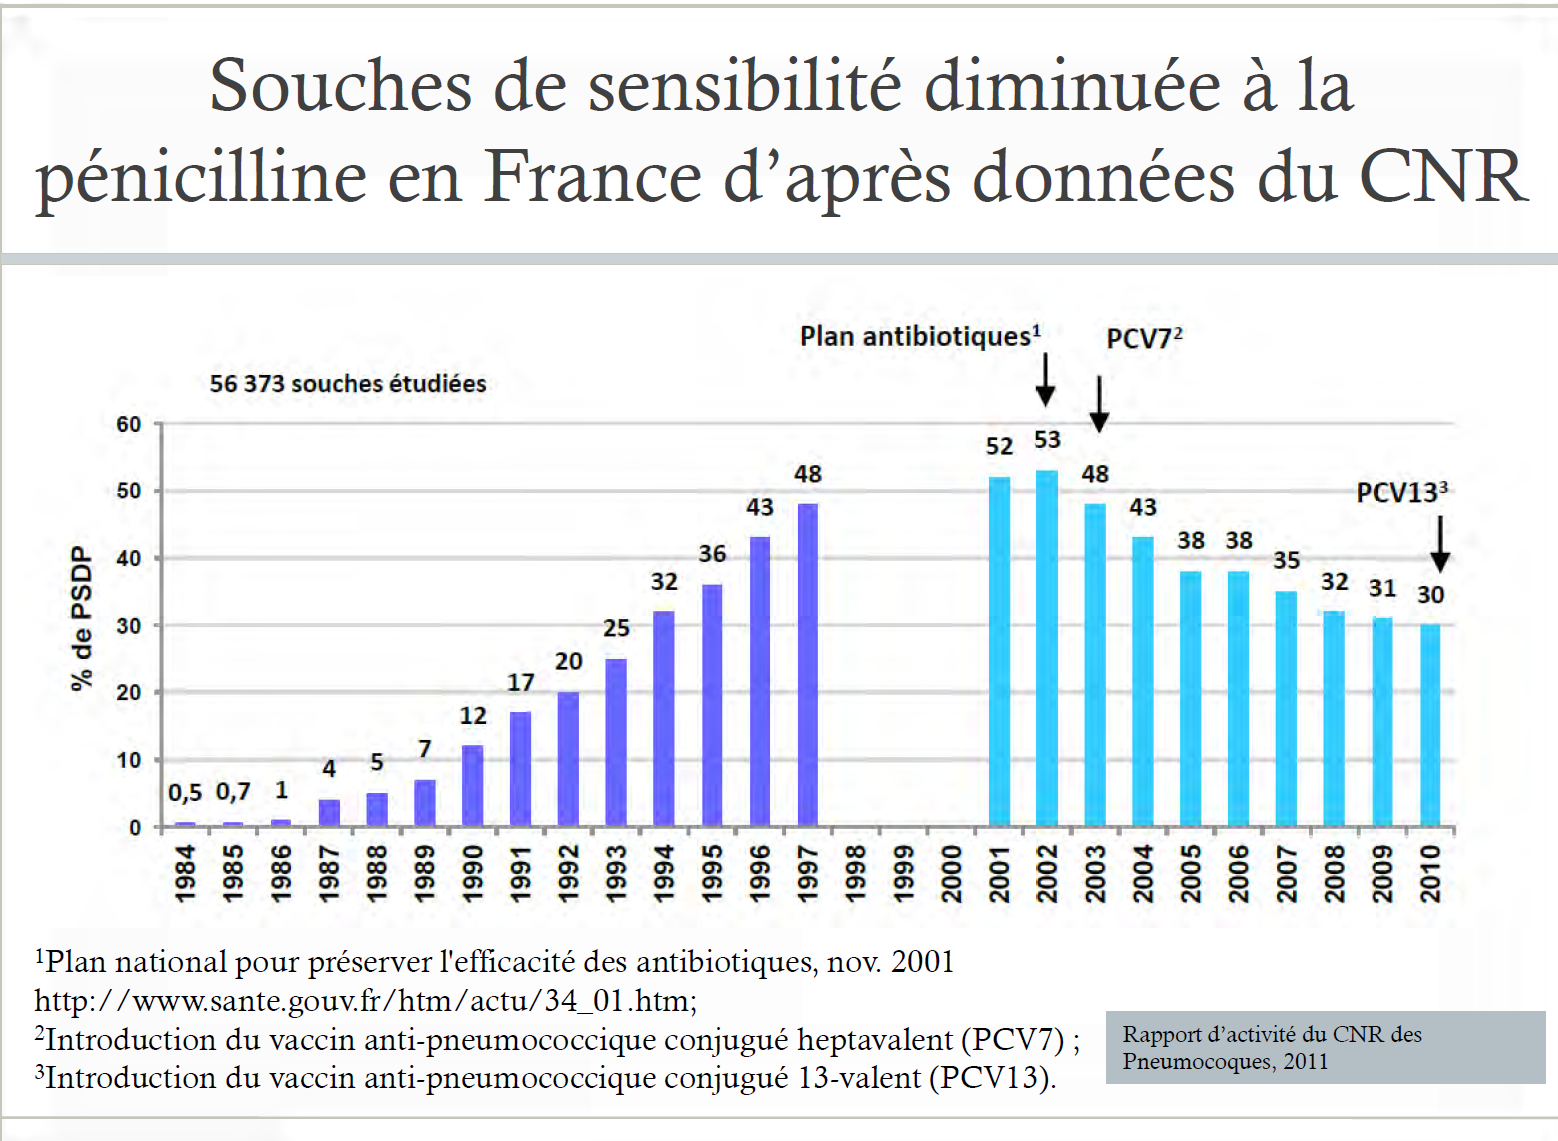 Souches de sensibilité diminuée à la
pénicilline en France d’après données du CNR
Plan antibiotiques¹
PCV7²
56 373 souches étudiées
PCV13³
% de PSDP
60
50
40
30
20
10
0
0,5 0,7 1 4 5 7 12 17 20 25 32 36 43 48 52 53 48 43 38 38 35 32 31 30
1984 1985 1986 1987 1988 1989 1990 1991 1992 1993 1994 1995 1996 1997 1998 1999 2000 2001 2002 2003 2004 2005 2006 2007 2008 2009 2010
¹Plan national pour préserver l'efficacité des antibiotiques, nov. 2001
http://www.sante.gouv.fr/htm/actu/34_01.htm;
²Introduction du vaccin anti-pneumococcique conjugué heptavalent (PCV7) ;
³Introduction du vaccin anti-pneumococcique conjugué 13-valent (PCV13).
Rapport d’activité du CNR des
Pneumocoques, 2011